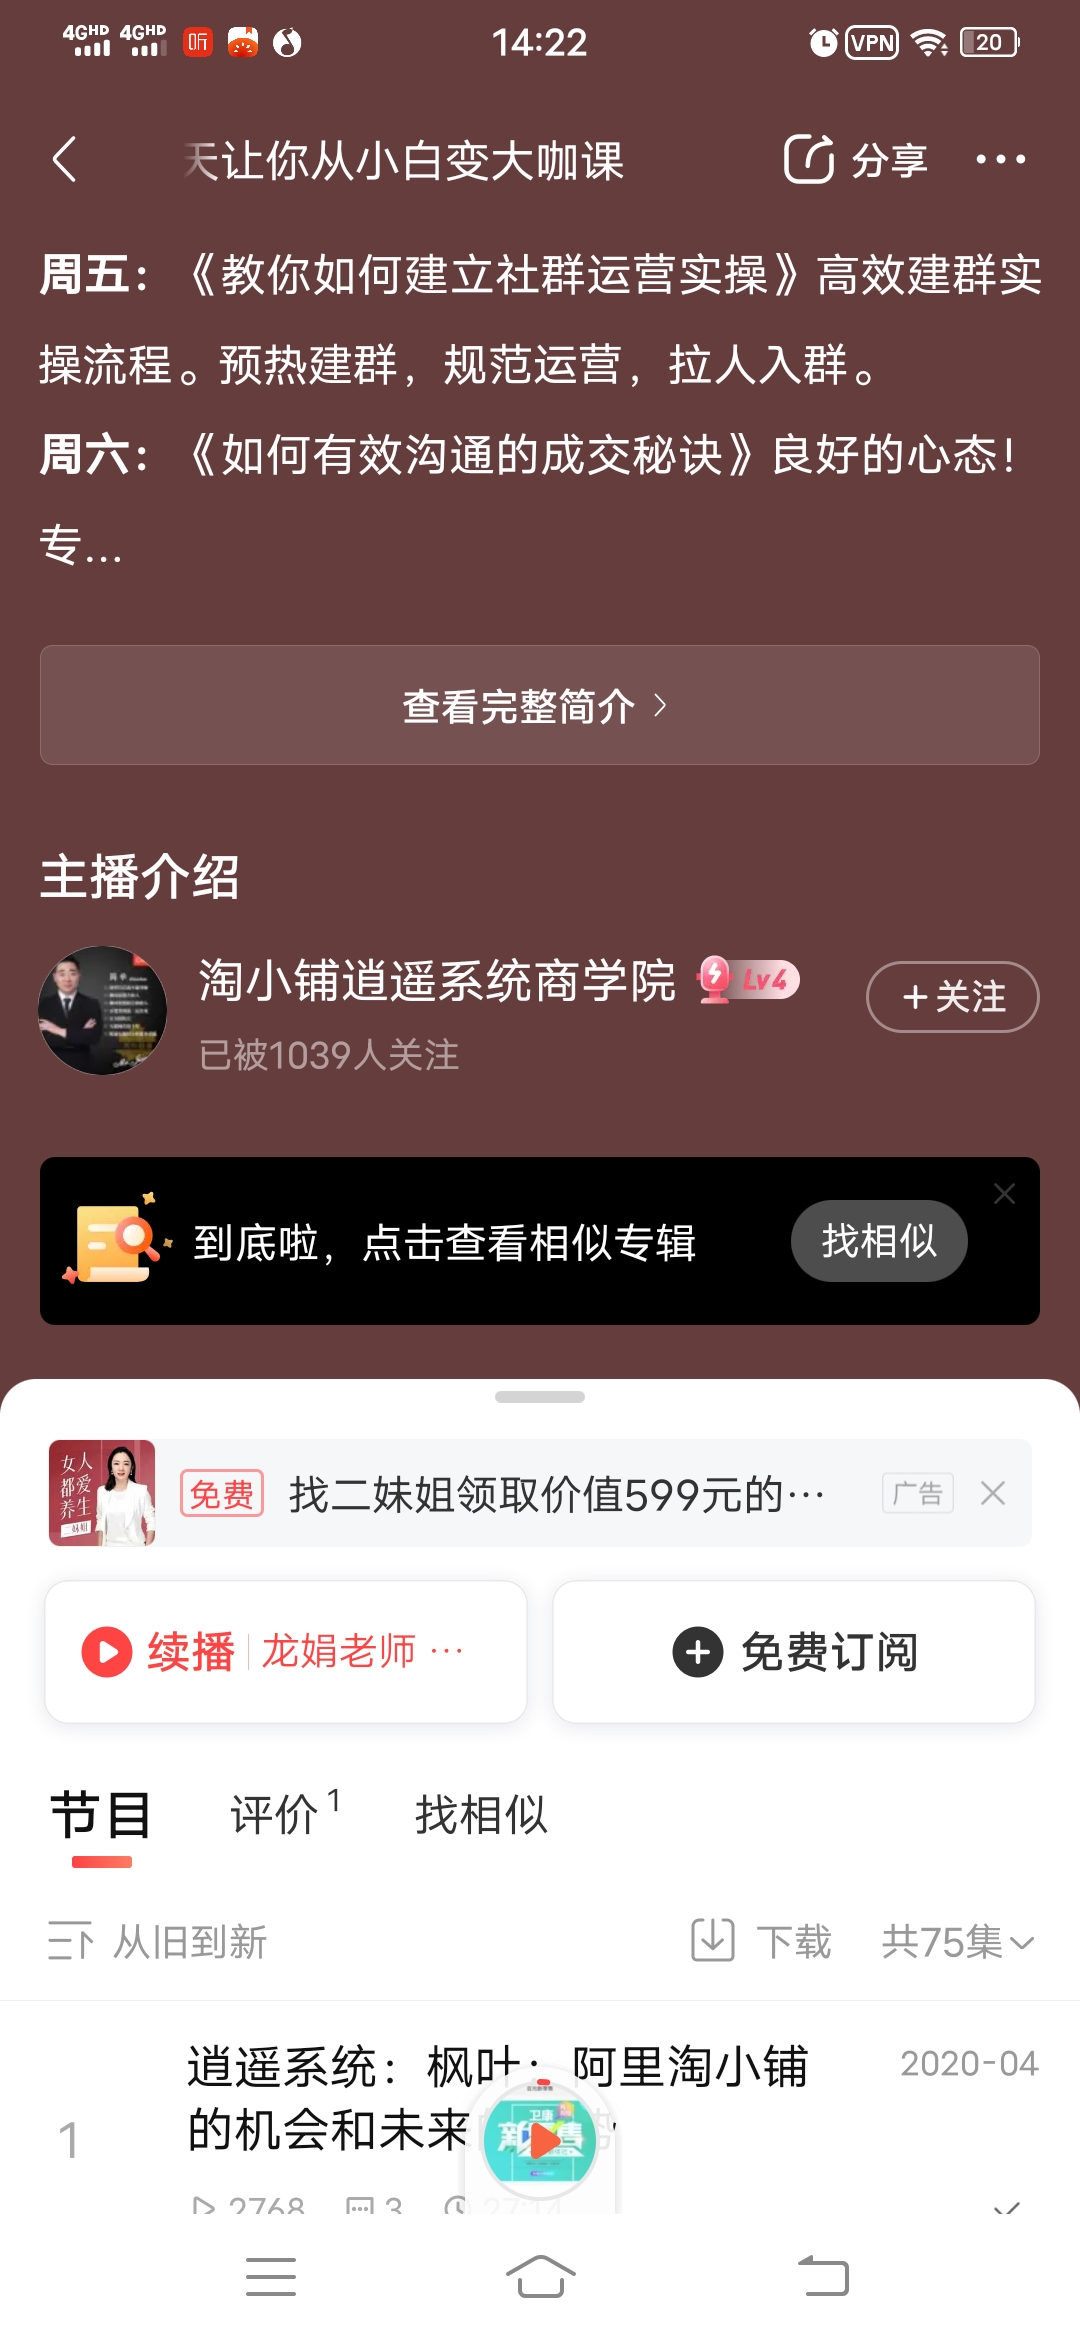 4GHD 4GHD 听 14:22 VPN 20
天让你从小白变大咖课 分享
周五：《教你如何建立社群运营实操》高效建群实
操流程。预热建群，规范运营，拉人入群。
周六：《如何有效沟通的成交秘诀》良好的心态！
专...
查看完整简介
主播介绍
淘小铺逍遥系统商学院 Lv4
+关注
已被1039人关注
到底啦，点击查看相似专辑 找相似
女人都爱养生
二妹姐
免费 找二妹姐领取价值599元的… 广告
续播 龙娟老师 …
免费订阅
节目 评价 1 找相似
从旧到新 下载 共75集
1
逍遥系统：枫叶：阿里淘小铺 2020-04
的机会和未来
2768 3 27:14